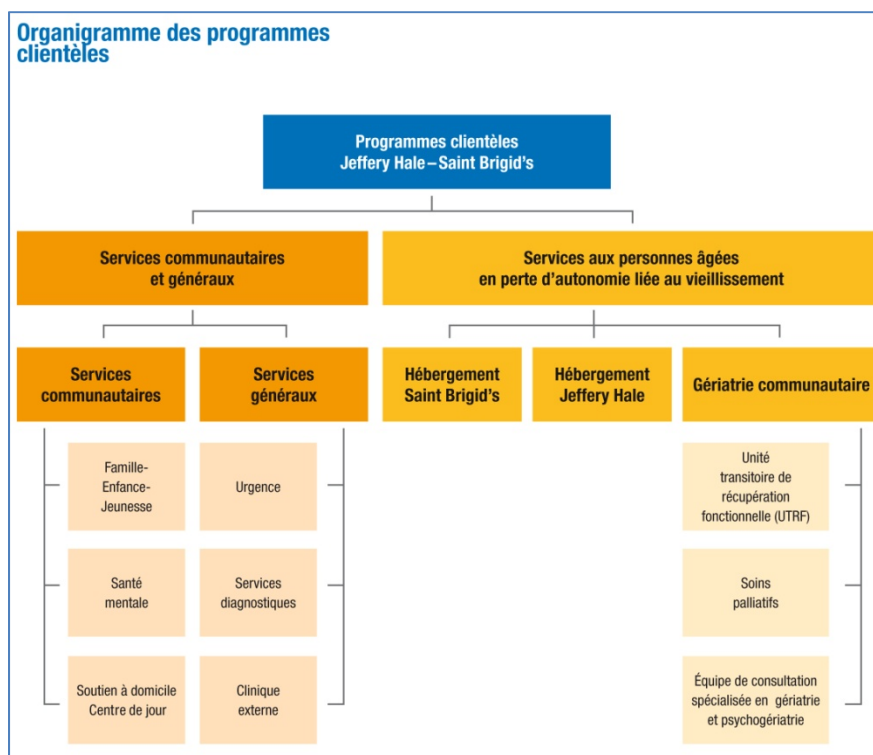 Organigramme des programmes
clientèles
Programmes clientèles
Jeffery Hale – Saint Brigid's
Services communautaires
et généraux
Services aux personnes âgées
en perte d'autonomie liée au vieillissement
Services
communautaires
Services
généraux
Hébergement
Saint Brigid's
Hébergement
Jeffery Hale
Gériatrie communautaire
Famille-
Enfance-
Jeunesse
Urgence
Unité
transitoire de
récupération
fonctionnelle (UTRF)
Santé
mentale
Services
diagnostiques
Soins
palliatifs
Soutien à domicile
Centre de jour
Clinique
externe
Équipe de consultation
spécialisée en gériatrie
et psychogériatrie